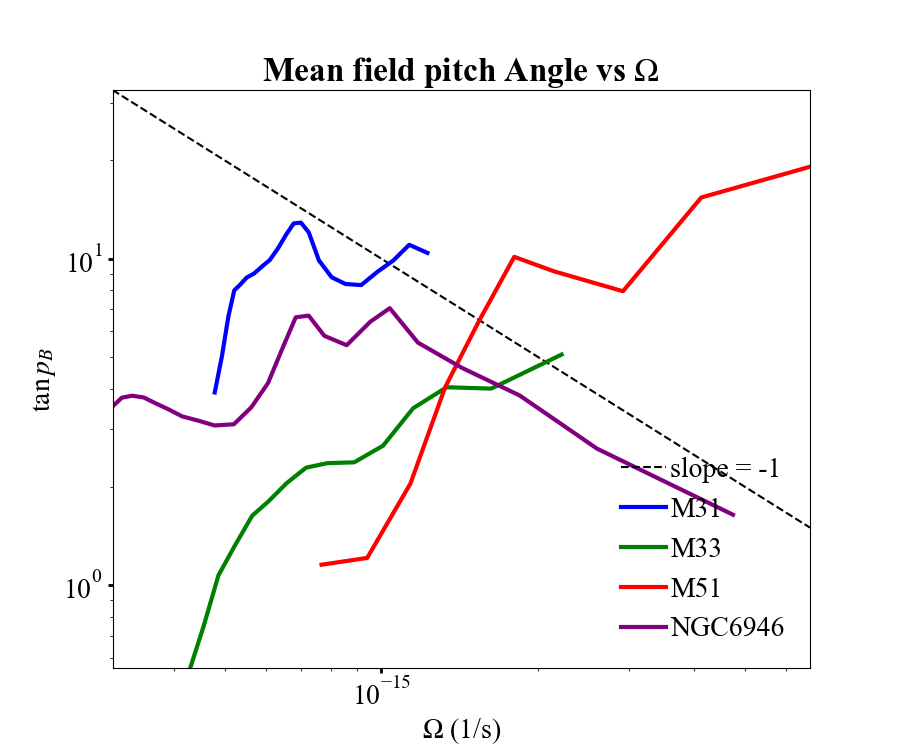 Mean field pitch Angle vs Ω
tan p_B
10^1
10^0
slope = -1
M31
M33
M51
NGC6946
10^−15
Ω (1/s)